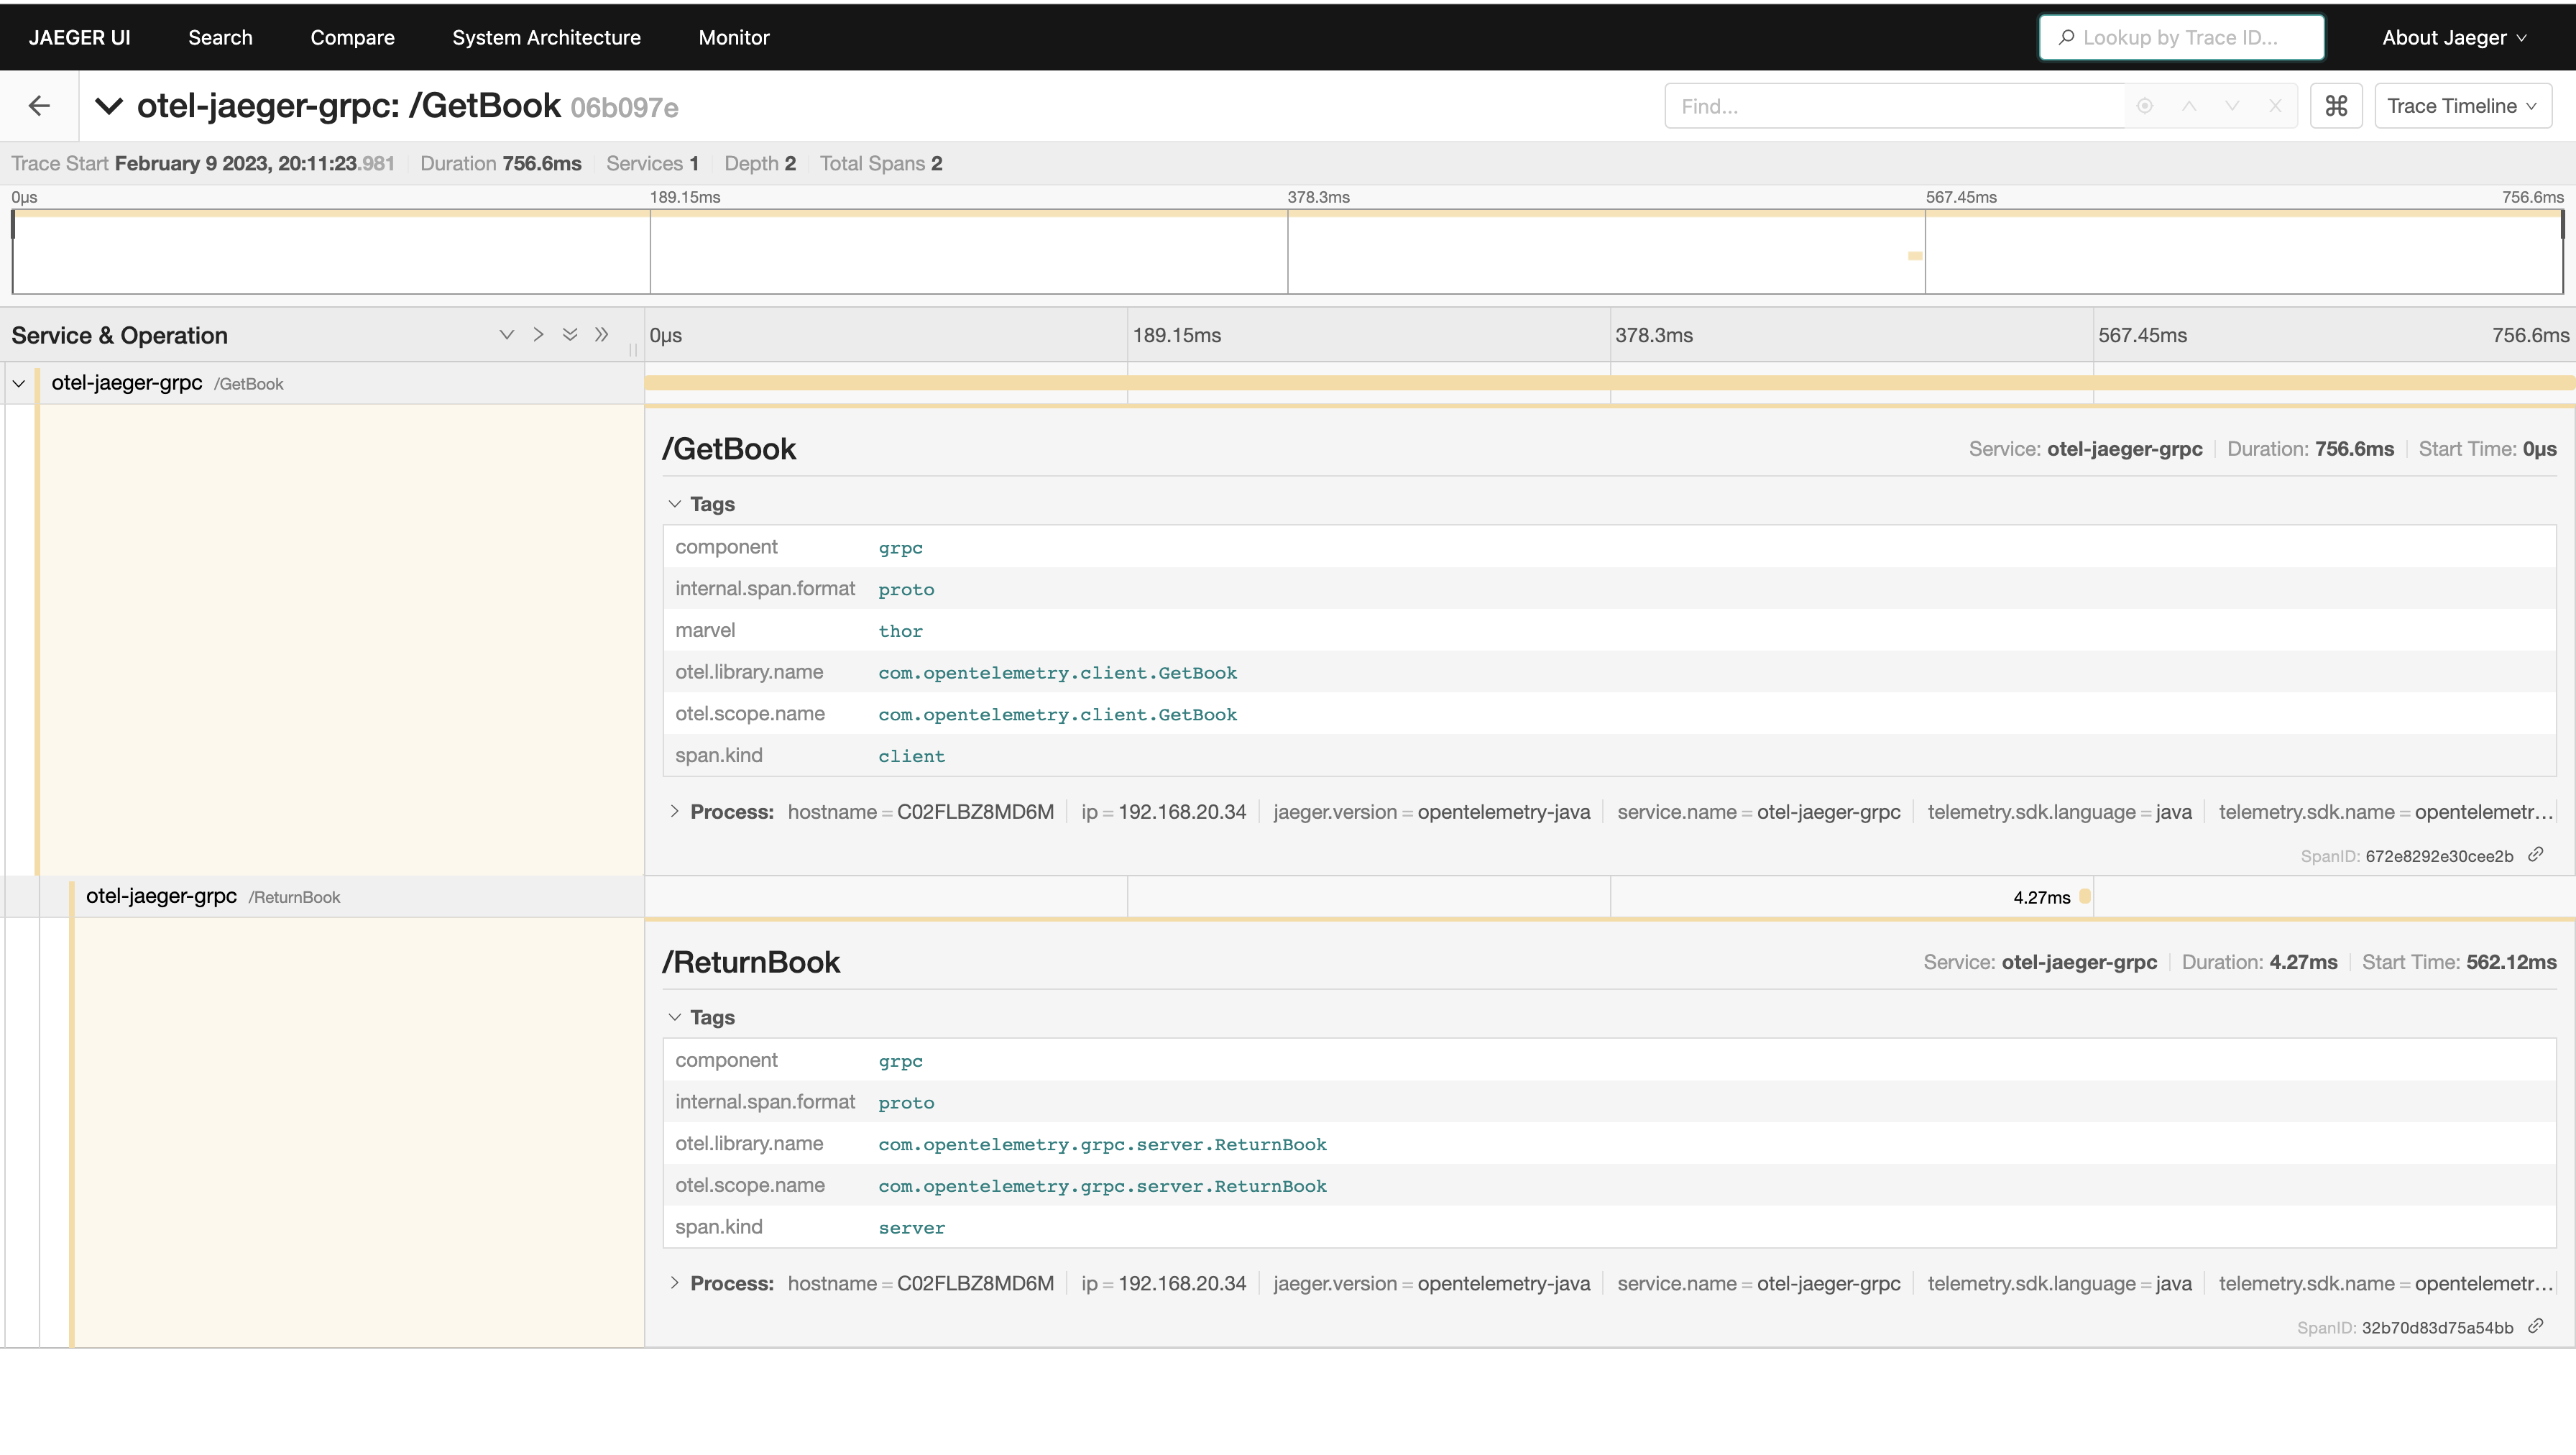 JAEGER UI Search Compare System Architecture Monitor Lookup by Trace ID... About Jaeger
otel-jaeger-grpc: /GetBook 06b097e Find... ⌘ Trace Timeline
Trace Start February 9 2023, 20:11:23.981 Duration 756.6ms Services 1 Depth 2 Total Spans 2
0μs 189.15ms 378.3ms 567.45ms 756.6ms
Service & Operation 0μs 189.15ms 378.3ms 567.45ms 756.6ms
otel-jaeger-grpc /GetBook
/GetBook Service: otel-jaeger-grpc Duration: 756.6ms Start Time: 0μs
Tags
component grpc
internal.span.format proto
marvel thor
otel.library.name com.opentelemetry.client.GetBook
otel.scope.name com.opentelemetry.client.GetBook
span.kind client
Process: hostname = C02FLBZ8MD6M ip = 192.168.20.34 jaeger.version = opentelemetry-java service.name = otel-jaeger-grpc telemetry.sdk.language = java telemetry.sdk.name = opentelemetr...
SpanID: 672e8292e30cee2b
otel-jaeger-grpc /ReturnBook 4.27ms
/ReturnBook Service: otel-jaeger-grpc Duration: 4.27ms Start Time: 562.12ms
Tags
component grpc
internal.span.format proto
otel.library.name com.opentelemetry.grpc.server.ReturnBook
otel.scope.name com.opentelemetry.grpc.server.ReturnBook
span.kind server
Process: hostname = C02FLBZ8MD6M ip = 192.168.20.34 jaeger.version = opentelemetry-java service.name = otel-jaeger-grpc telemetry.sdk.language = java telemetry.sdk.name = opentelemetr...
SpanID: 32b70d83d75a54bb